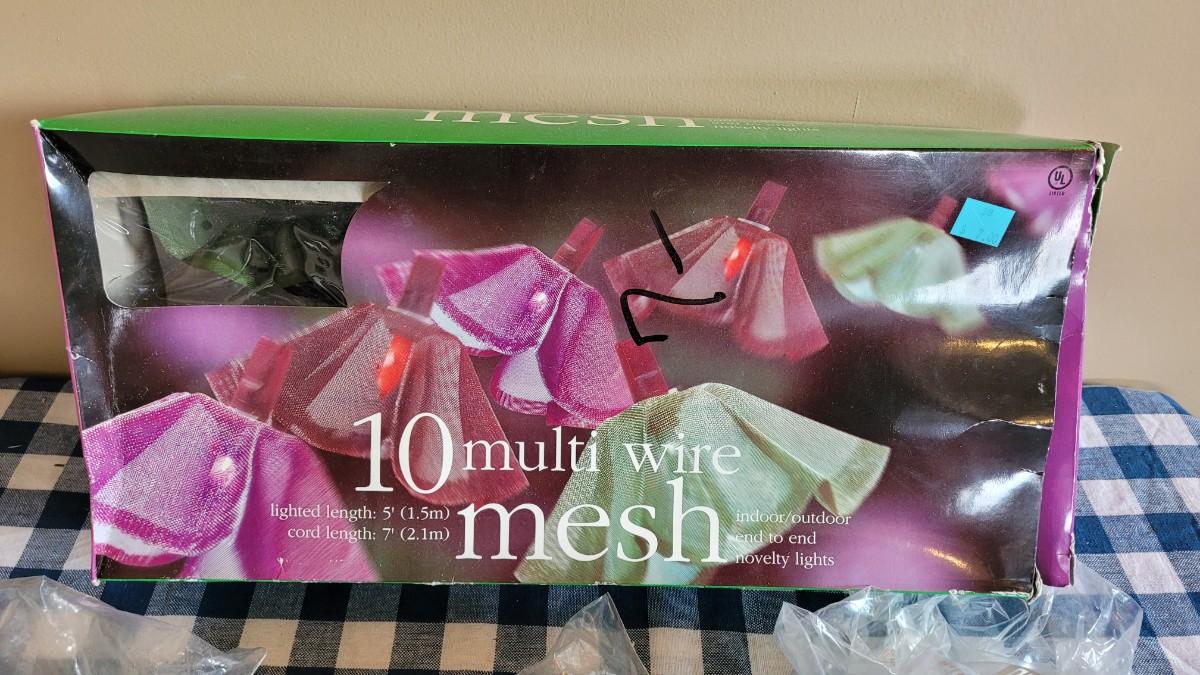 mesh
novelty lights
UL
LISTED
10 multi wire
mesh
lighted length: 5' (1.5m)
cord length: 7' (2.1m)
indoor/outdoor
end to end
novelty lights